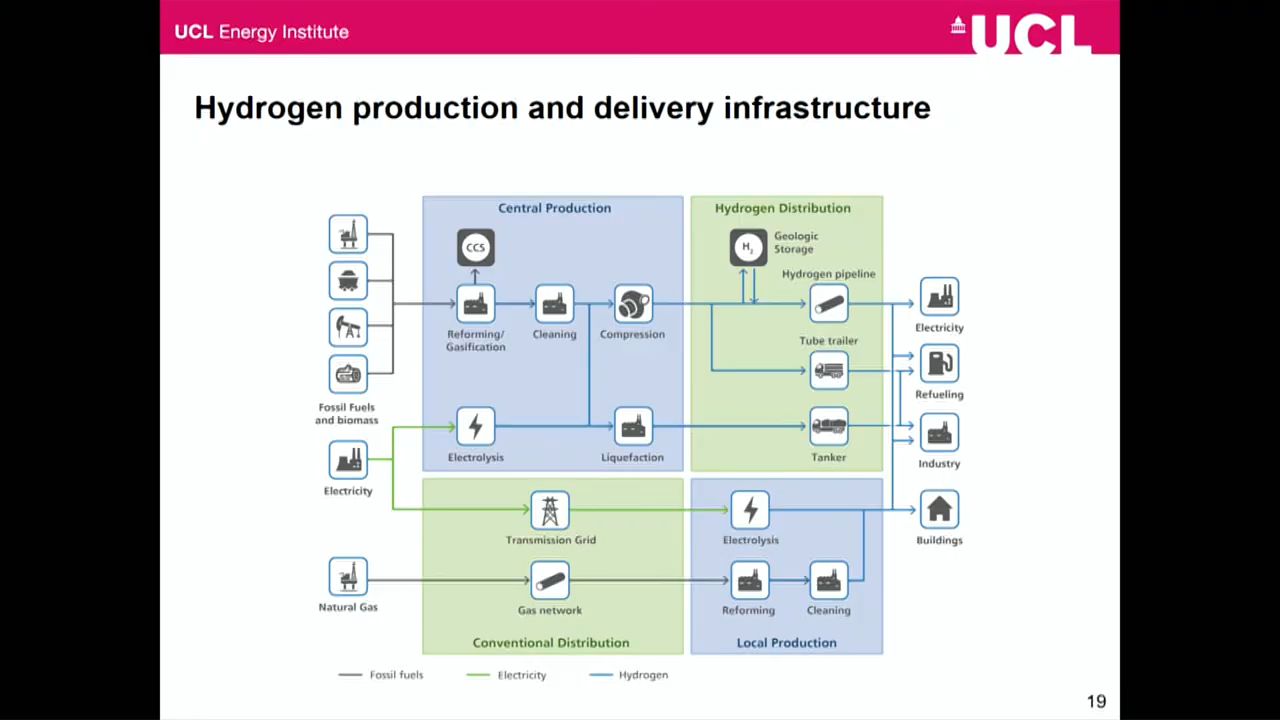 UCL Energy Institute
UCL
Hydrogen production and delivery infrastructure
Central Production
Hydrogen Distribution
CCS
H2
Geologic
Storage
Hydrogen pipeline
Reforming/
Gasification
Cleaning
Compression
Electricity
Tube trailer
Refueling
Fossil Fuels
and biomass
Electrolysis
Liquefaction
Tanker
Industry
Electricity
Transmission Grid
Electrolysis
Buildings
Natural Gas
Gas network
Reforming
Cleaning
Conventional Distribution
Local Production
Fossil fuels
Electricity
Hydrogen
19